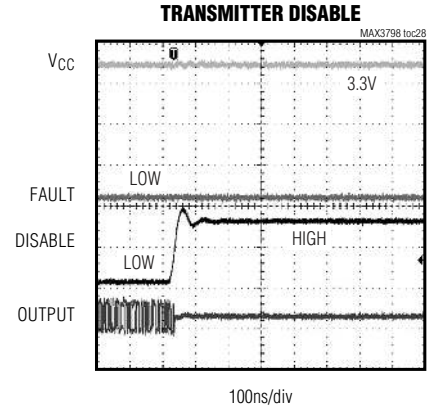 TRANSMITTER DISABLE
MAX3798 toc28
VCC
3.3V
LOW
FAULT
DISABLE
HIGH
LOW
OUTPUT
100ns/div